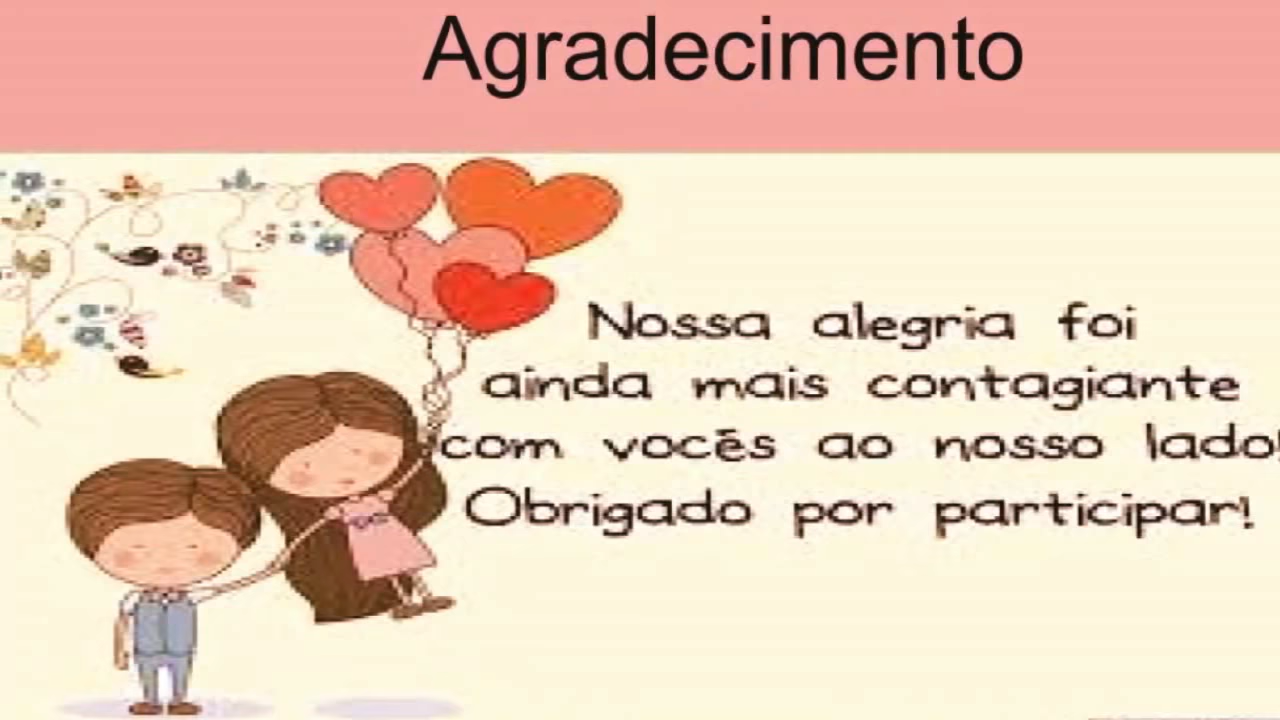 Agradecimento
Nossa alegria foi
ainda mais contagiante
com vocês ao nosso lado!
Obrigado por participar!